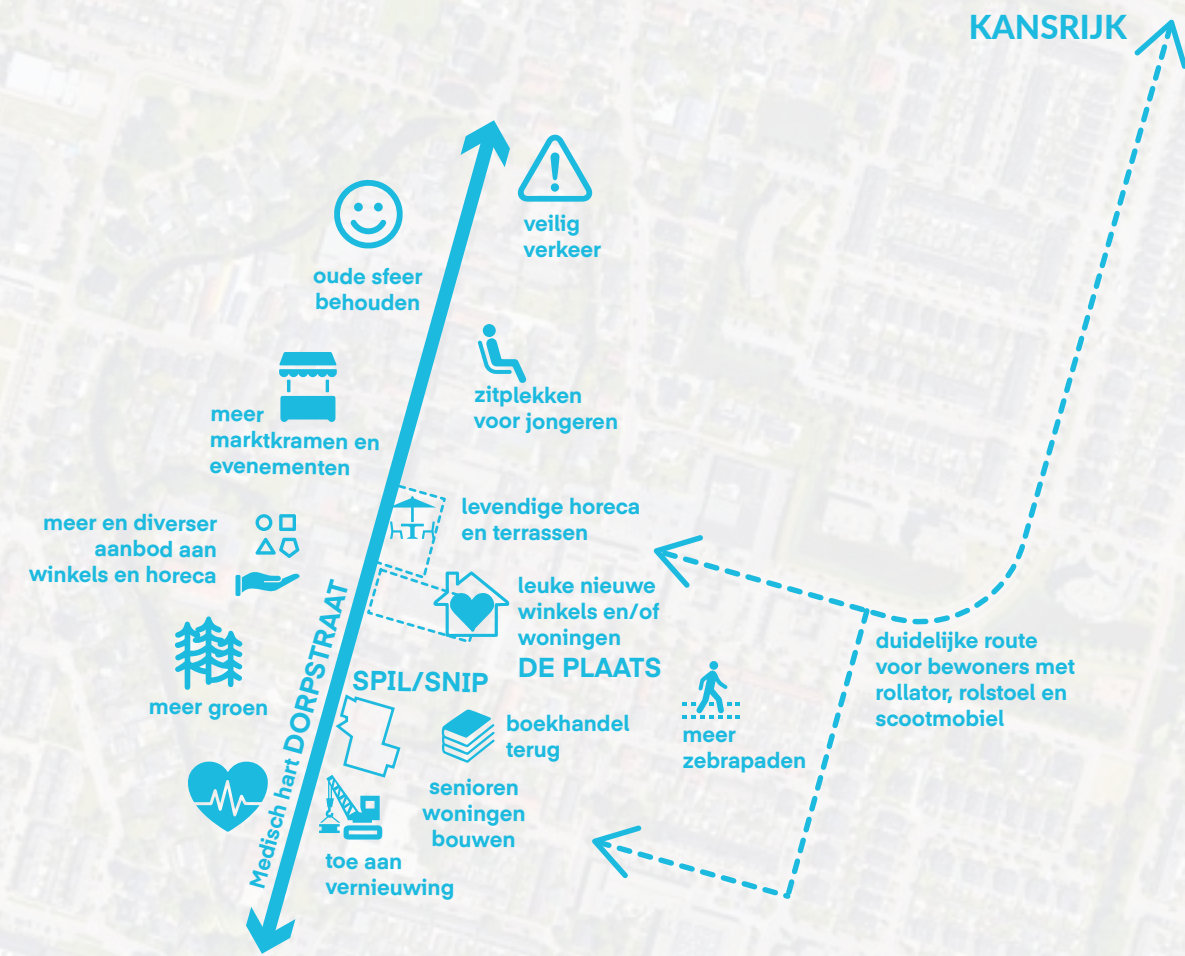 KANSRIJK
veilig
verkeer
oude sfeer
behouden
zitplekken
voor jongeren
meer
marktkramen en
evenementen
levendige horeca
en terrassen
meer en diverser
aanbod aan
winkels en horeca
leuke nieuwe
winkels en/of
woningen
DE PLAATS
duidelijke route
voor bewoners met
rollator, rolstoel en
scootmobiel
SPIL/SNIP
meer groen
Medisch hart DORPSTRAAT
boekhandel
terug
meer
zebrapaden
senioren
woningen
bouwen
toe aan
vernieuwing